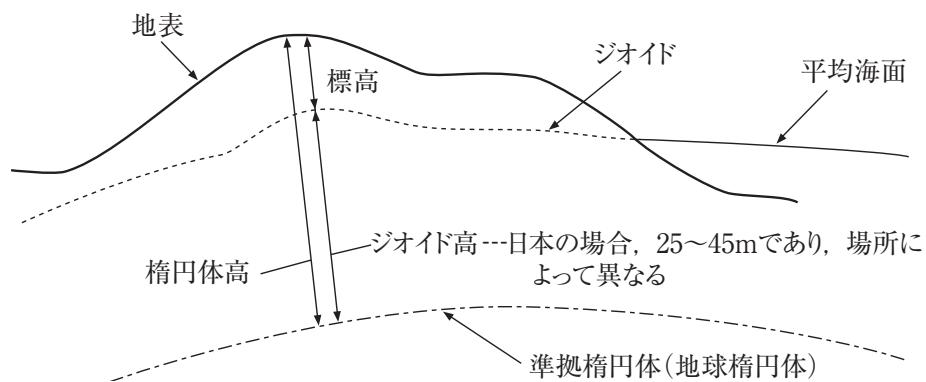 地表
ジオイド
標高
平均海面
ジオイド高---日本の場合，25〜45mであり，場所に
よって異なる
楕円体高
準拠楕円体(地球楕円体)